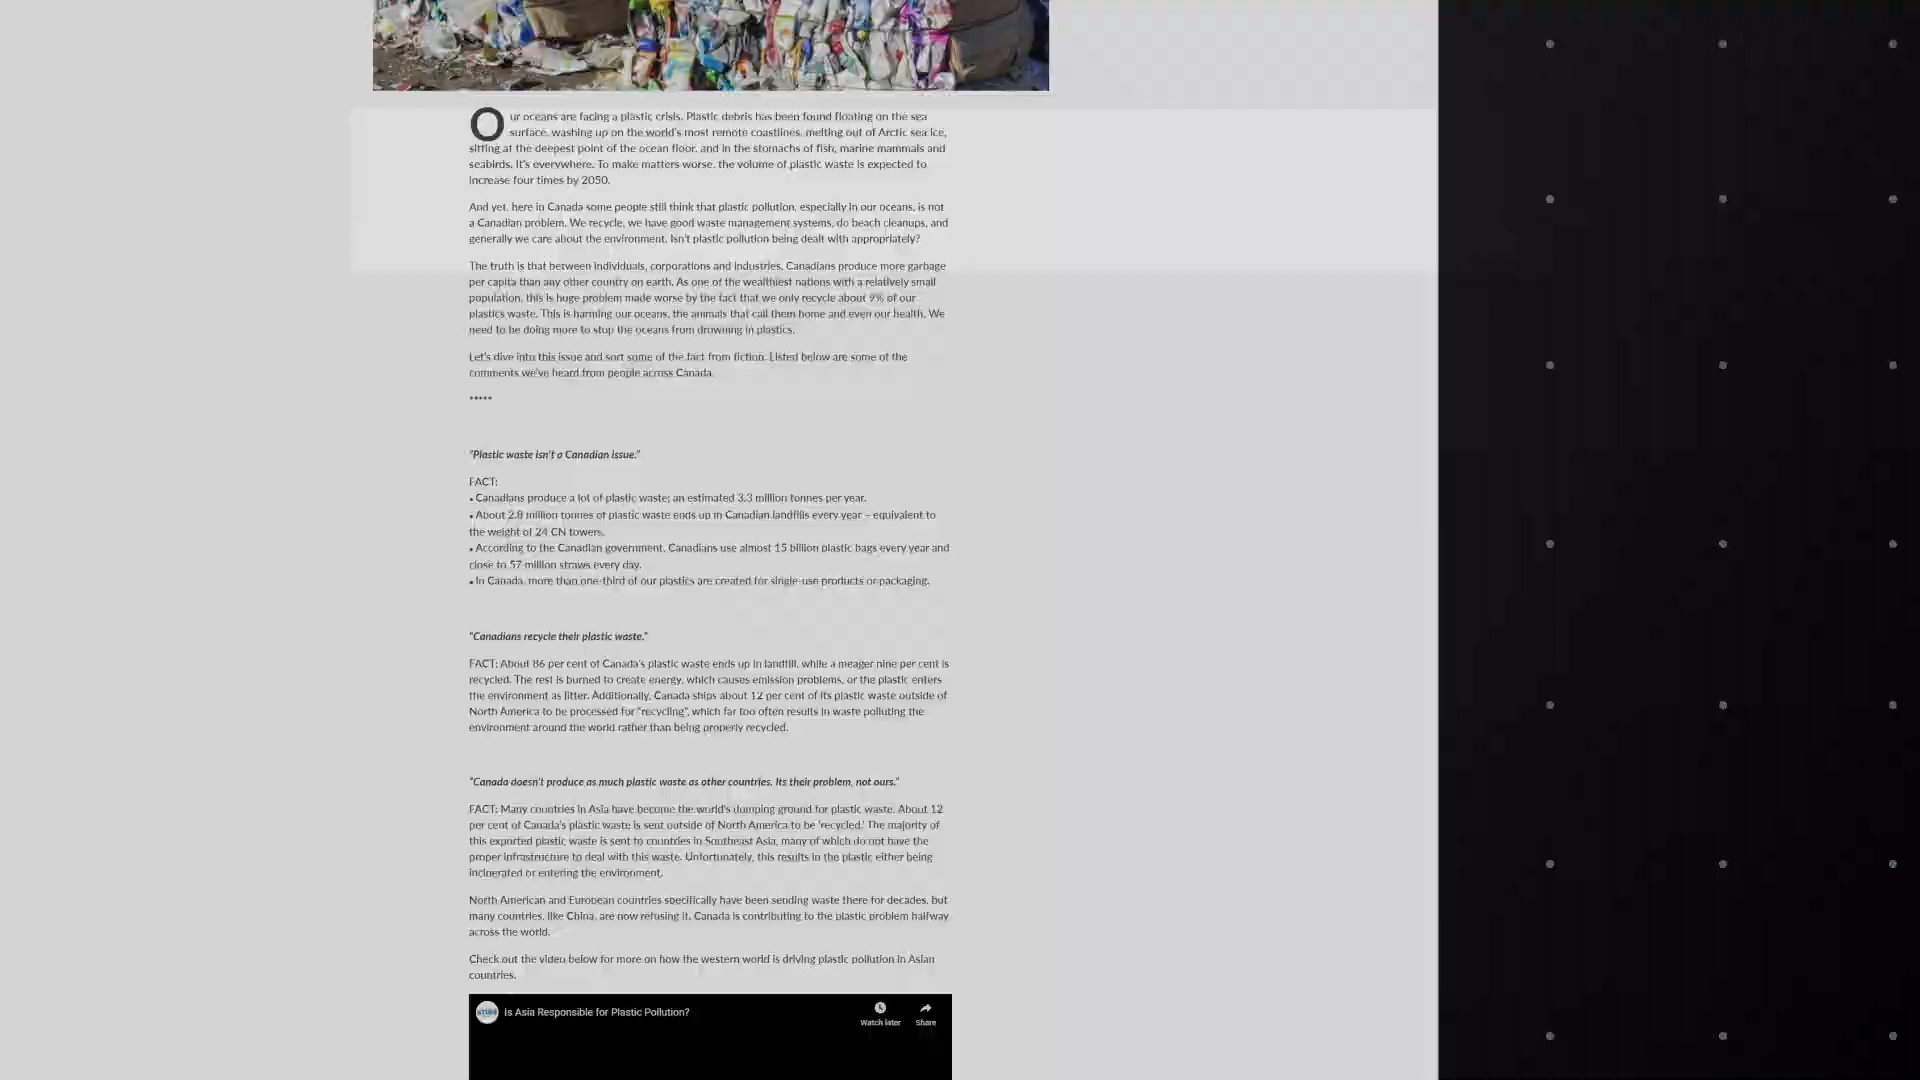 Our oceans are facing a plastic crisis. Plastic debris has been found floating on the sea
surface, washing up on the world's most remote coastlines, melting out of Arctic sea ice,
sitting at the deepest point of the ocean floor, and in the stomachs of fish, marine mammals and
seabirds. It's everywhere. To make matters worse, the volume of plastic waste is expected to
increase four times by 2050.
And yet, here in Canada some people still think that plastic pollution, especially in our oceans, is not
a Canadian problem. We recycle, we have good waste management systems, do beach cleanups, and
generally we care about the environment. Isn't plastic pollution being dealt with appropriately?
The truth is that between individuals, corporations and industries, Canadians produce more garbage
per capita than any other country on earth. As one of the wealthiest nations with a relatively small
population, this is huge problem made worse by the fact that we only recycle about 9% of our
plastics waste. This is harming our oceans, the animals that call them home and even our health. We
need to be doing more to stop the oceans from drowning in plastics.
Let's dive into this issue and sort some of the fact from fiction. Listed below are some of the
comments we've heard from people across Canada.
*****
"Plastic waste isn't a Canadian issue."
FACT:
• Canadians produce a lot of plastic waste; an estimated 3.3 million tonnes per year.
• About 2.8 million tonnes of plastic waste ends up in Canadian landfills every year – equivalent to
the weight of 24 CN towers.
• According to the Canadian government, Canadians use almost 15 billion plastic bags every year and
close to 57 million straws every day.
• In Canada, more than one-third of our plastics are created for single-use products or packaging.
"Canadians recycle their plastic waste."
FACT: About 86 per cent of Canada's plastic waste ends up in landfill, while a meager nine per cent is
recycled. The rest is burned to create energy, which causes emission problems, or the plastic enters
the environment as litter. Additionally, Canada ships about 12 per cent of its plastic waste outside of
North America to be processed for "recycling", which far too often results in waste polluting the
environment around the world rather than being properly recycled.
"Canada doesn't produce as much plastic waste as other countries. Its their problem, not ours."
FACT: Many countries in Asia have become the world's dumping ground for plastic waste. About 12
per cent of Canada's plastic waste is sent outside of North America to be 'recycled.' The majority of
this exported plastic waste is sent to countries in Southeast Asia, many of which do not have the
proper infrastructure to deal with this waste. Unfortunately, this results in the plastic either being
incinerated or entering the environment.
North American and European countries specifically have been sending waste there for decades, but
many countries, like China, are now refusing it. Canada is contributing to the plastic problem halfway
across the world.
Check out the video below for more on how the western world is driving plastic pollution in Asian
countries.
Is Asia Responsible for Plastic Pollution?
Watch later
Share